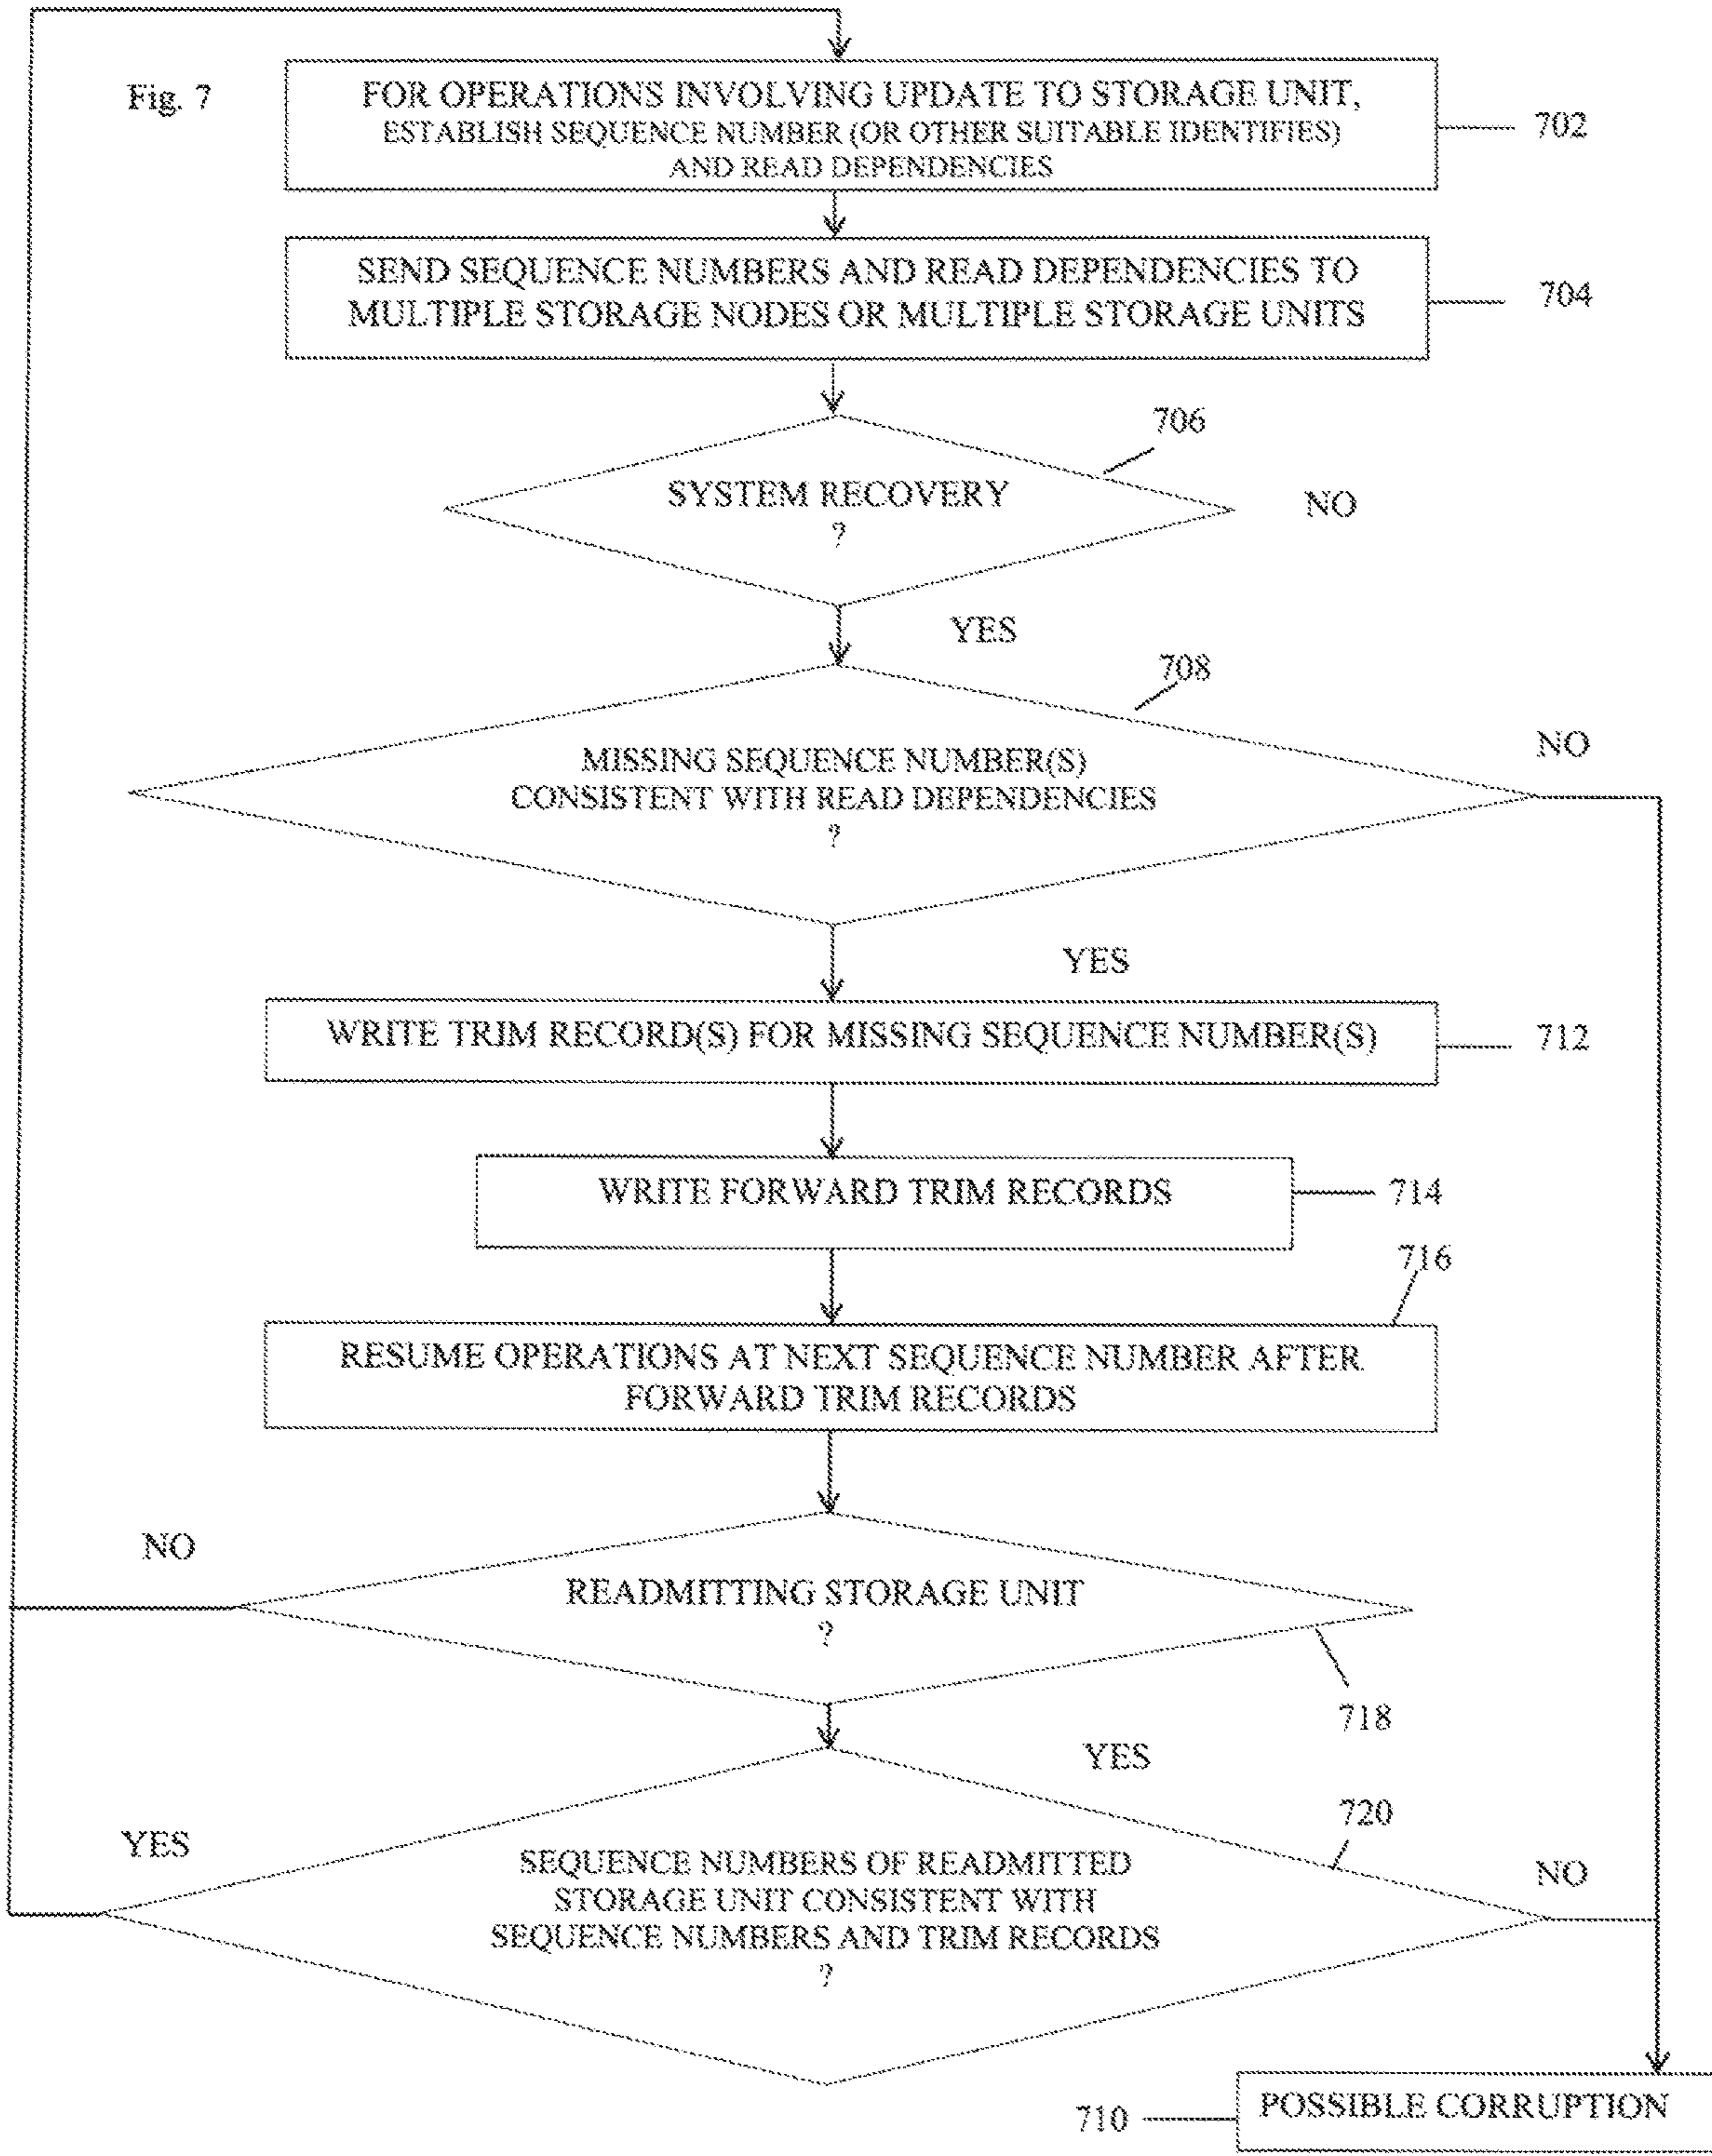 Fig. 7
FOR OPERATIONS INVOLVING UPDATE TO STORAGE UNIT,
ESTABLISH SEQUENCE NUMBER (OR OTHER SUITABLE IDENTIFIES)
AND READ DEPENDENCIES
702
SEND SEQUENCE NUMBERS AND READ DEPENDENCIES TO
MULTIPLE STORAGE NODES OR MULTIPLE STORAGE UNITS
704
706
SYSTEM RECOVERY
?
NO
YES
708
MISSING SEQUENCE NUMBER(S)
CONSISTENT WITH READ DEPENDENCIES
?
NO
YES
WRITE TRIM RECORD(S) FOR MISSING SEQUENCE NUMBER(S)
712
WRITE FORWARD TRIM RECORDS
714
716
RESUME OPERATIONS AT NEXT SEQUENCE NUMBER AFTER
FORWARD TRIM RECORDS
NO
READMITTING STORAGE UNIT
?
718
YES
YES
720
SEQUENCE NUMBERS OF READMITTED
STORAGE UNIT CONSISTENT WITH
SEQUENCE NUMBERS AND TRIM RECORDS
?
NO
710
POSSIBLE CORRUPTION